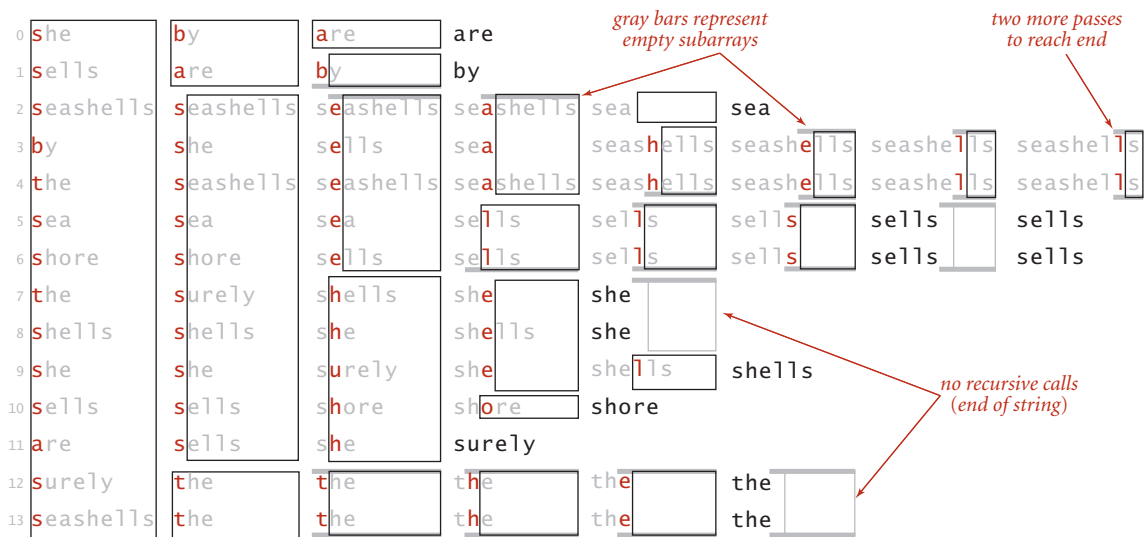 gray bars represent
empty subarrays
two more passes
to reach end
0 she by are are
1 sells are by by
2 seashells seashells seashells seashells sea sea
3 by she sells sea seashells seashells seashells seashells
4 the seashells seashells seashells seashells seashells seashells seashells
5 sea sea sea sells sells sells sells sells
6 shore shore sells sells sells sells sells sells
7 the surely shells she she
8 shells shells she shells she
9 she she surely she shells shells
10 sells sells shore shore shore
11 are sells she surely
12 surely the the the the the
13 seashells the the the the the
no recursive calls
(end of string)